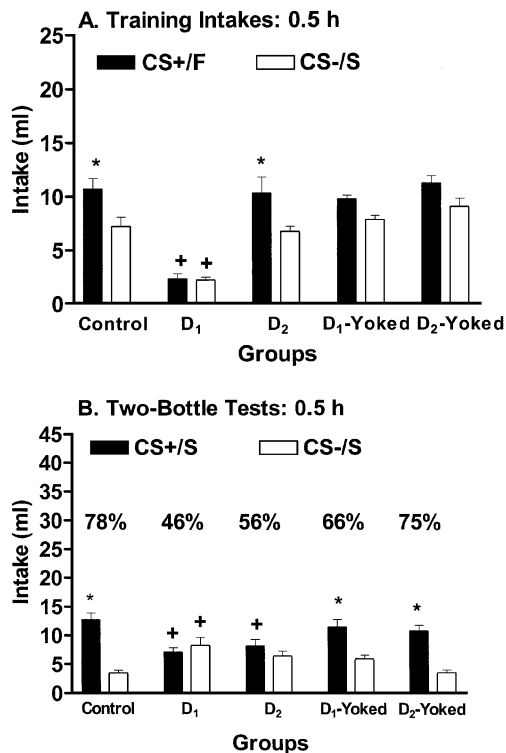 A. Training Intakes: 0.5 h
25
20
15
10
5
0
Intake (ml)
CS+/F CS-/S
* *
+ +
Control D1 D2 D1-Yoked D2-Yoked
Groups
B. Two-Bottle Tests: 0.5 h
45
40
35
30
25
20
15
10
5
0
Intake (ml)
CS+/S CS-/S
78% 46% 56% 66% 75%
* + + + * *
Control D1 D2 D1-Yoked D2-Yoked
Groups